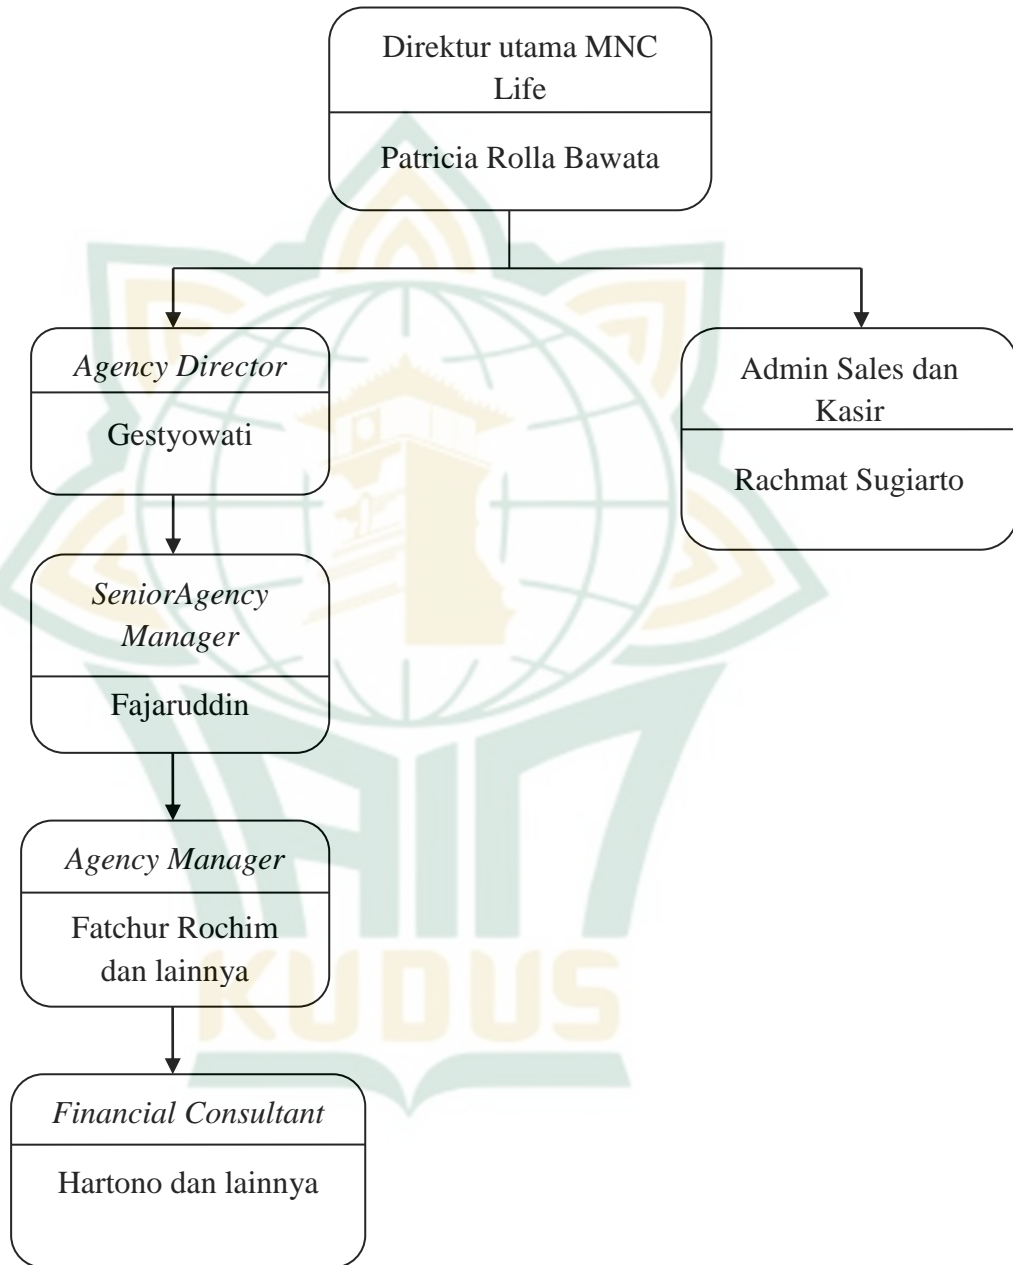 Direktur utama MNC
Life
Patricia Rolla Bawata
Agency Director
Gestyowati
Admin Sales dan
Kasir
Rachmat Sugiarto
SeniorAgency
Manager
Fajaruddin
Agency Manager
Fatchur Rochim
dan lainnya
Financial Consultant
Hartono dan lainnya
IAIN
KUDUS